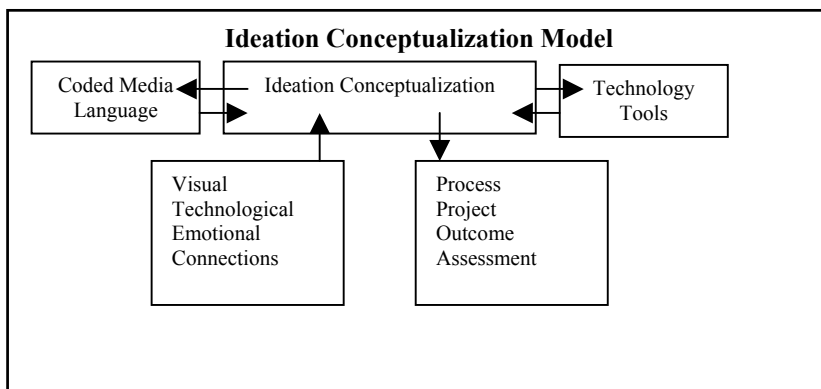 Ideation Conceptualization Model
Coded Media
Language
Ideation Conceptualization
Technology
Tools
Visual
Technological
Emotional
Connections
Process
Project
Outcome
Assessment